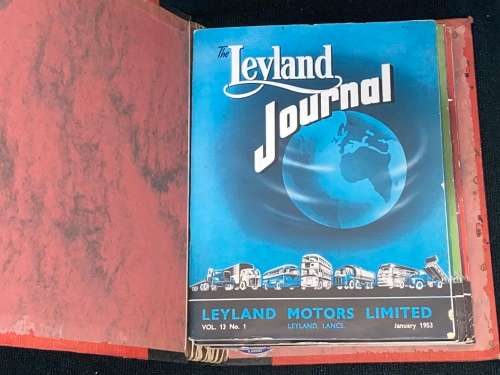 The
Leyland
Journal
LEYLAND MOTORS LIMITED
VOL. 13 No. 1 LEYLAND, LANCS. January 1953